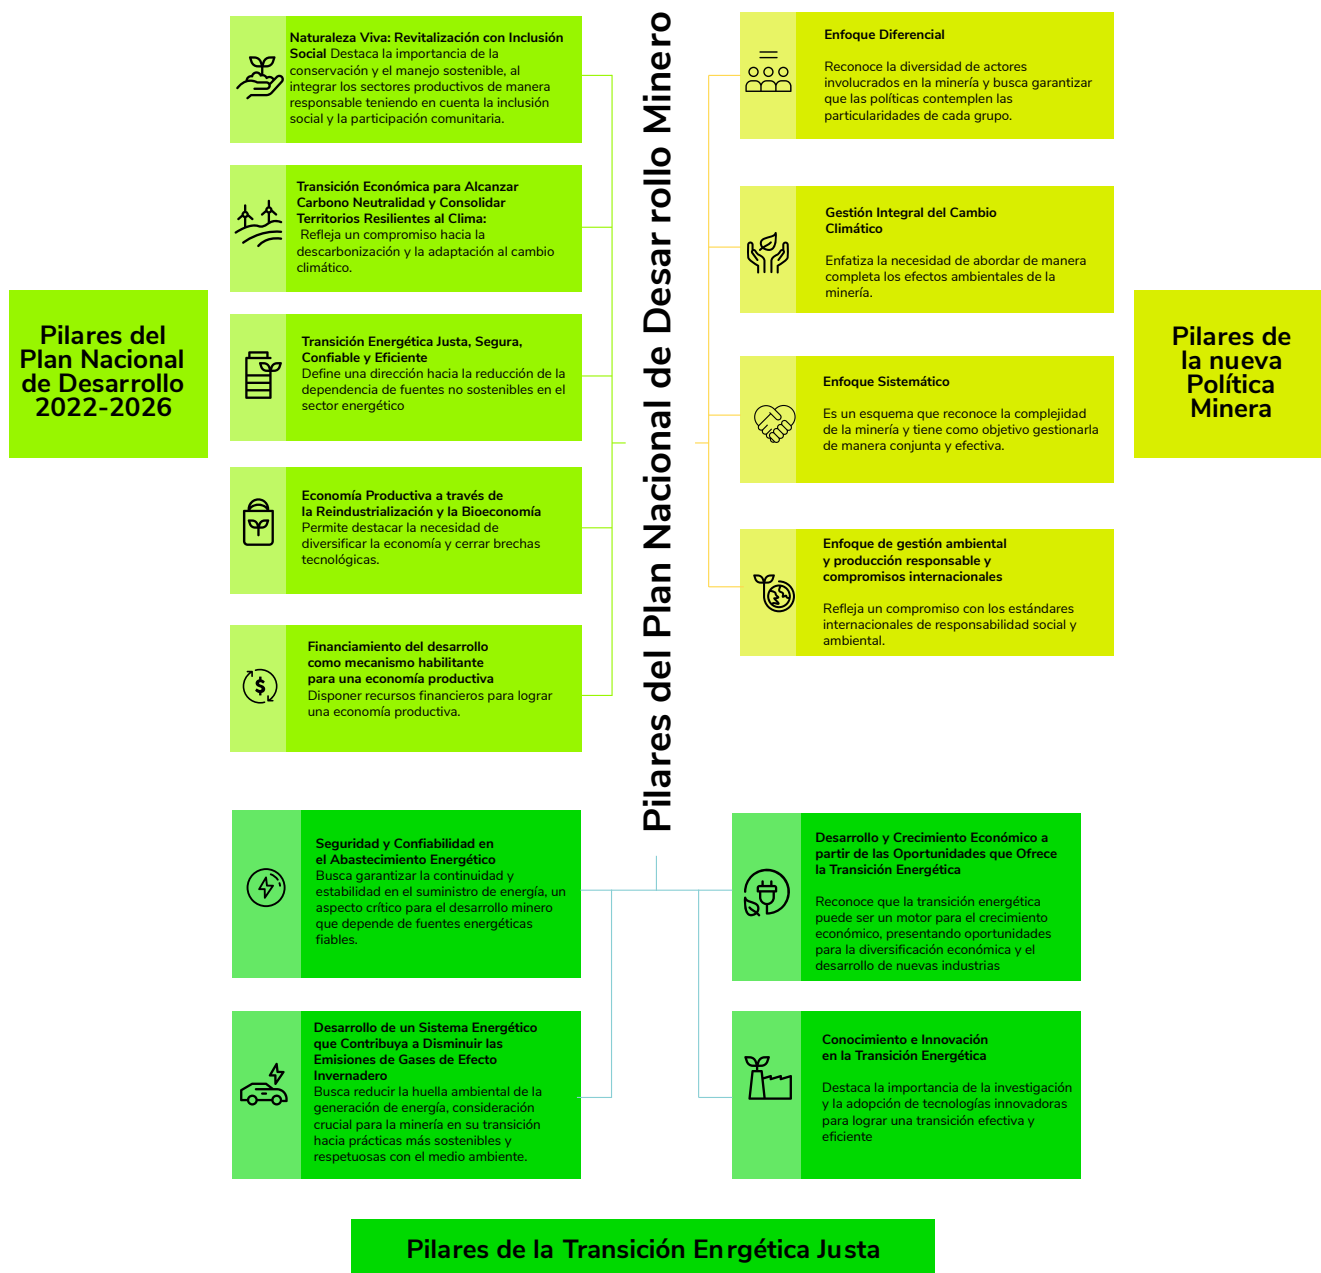 Pilares del
Plan Nacional
de Desarrollo
2022-2026
Naturaleza Viva: Revitalización con Inclusión
Social Destaca la importancia de la
conservación y el manejo sostenible, al
integrar los sectores productivos de manera
responsable teniendo en cuenta la inclusión
social y la participación comunitaria.
Transición Económica para Alcanzar
Carbono Neutralidad y Consolidar
Territorios Resilientes al Clima:
Refleja un compromiso hacia la
descarbonización y la adaptación al cambio
climático.
Transición Energética Justa, Segura,
Confiable y Eficiente
Define una dirección hacia la reducción de la
dependencia de fuentes no sostenibles en el
sector energético
Economía Productiva a través de
la Reindustrialización y la Bioeconomía
Permite destacar la necesidad de
diversificar la economía y cerrar brechas
tecnológicas.
Financiamiento del desarrollo
como mecanismo habilitante
para una economía productiva
Disponer recursos financieros para lograr
una economía productiva.
Pilares del Plan Nacional de Desar rollo Minero
Enfoque Diferencial
Reconoce la diversidad de actores
involucrados en la minería y busca garantizar
que las políticas contemplen las
particularidades de cada grupo.
Gestión Integral del Cambio
Climático
Enfatiza la necesidad de abordar de manera
completa los efectos ambientales de la
minería.
Enfoque Sistemático
Es un esquema que reconoce la complejidad
de la minería y tiene como objetivo gestionarla
de manera conjunta y efectiva.
Enfoque de gestión ambiental
y producción responsable y
compromisos internacionales
Refleja un compromiso con los estándares
internacionales de responsabilidad social y
ambiental.
Pilares de
la nueva
Política
Minera
Seguridad y Confiabilidad en
el Abastecimiento Energético
Busca garantizar la continuidad y
estabilidad en el suministro de energía, un
aspecto crítico para el desarrollo minero
que depende de fuentes energéticas
fiables.
Desarrollo de un Sistema Energético
que Contribuya a Disminuir las
Emisiones de Gases de Efecto
Invernadero
Busca reducir la huella ambiental de la
generación de energía, consideración
crucial para la minería en su transición
hacia prácticas más sostenibles y
respetuosas con el medio ambiente.
Desarrollo y Crecimiento Económico a
partir de las Oportunidades que Ofrece
la Transición Energética
Reconoce que la transición energética
puede ser un motor para el crecimiento
económico, presentando oportunidades
para la diversificación económica y el
desarrollo de nuevas industrias
Conocimiento e Innovación
en la Transición Energética
Destaca la importancia de la investigación
y la adopción de tecnologías innovadoras
para lograr una transición efectiva y
eficiente
Pilares de la Transición En rgética Justa